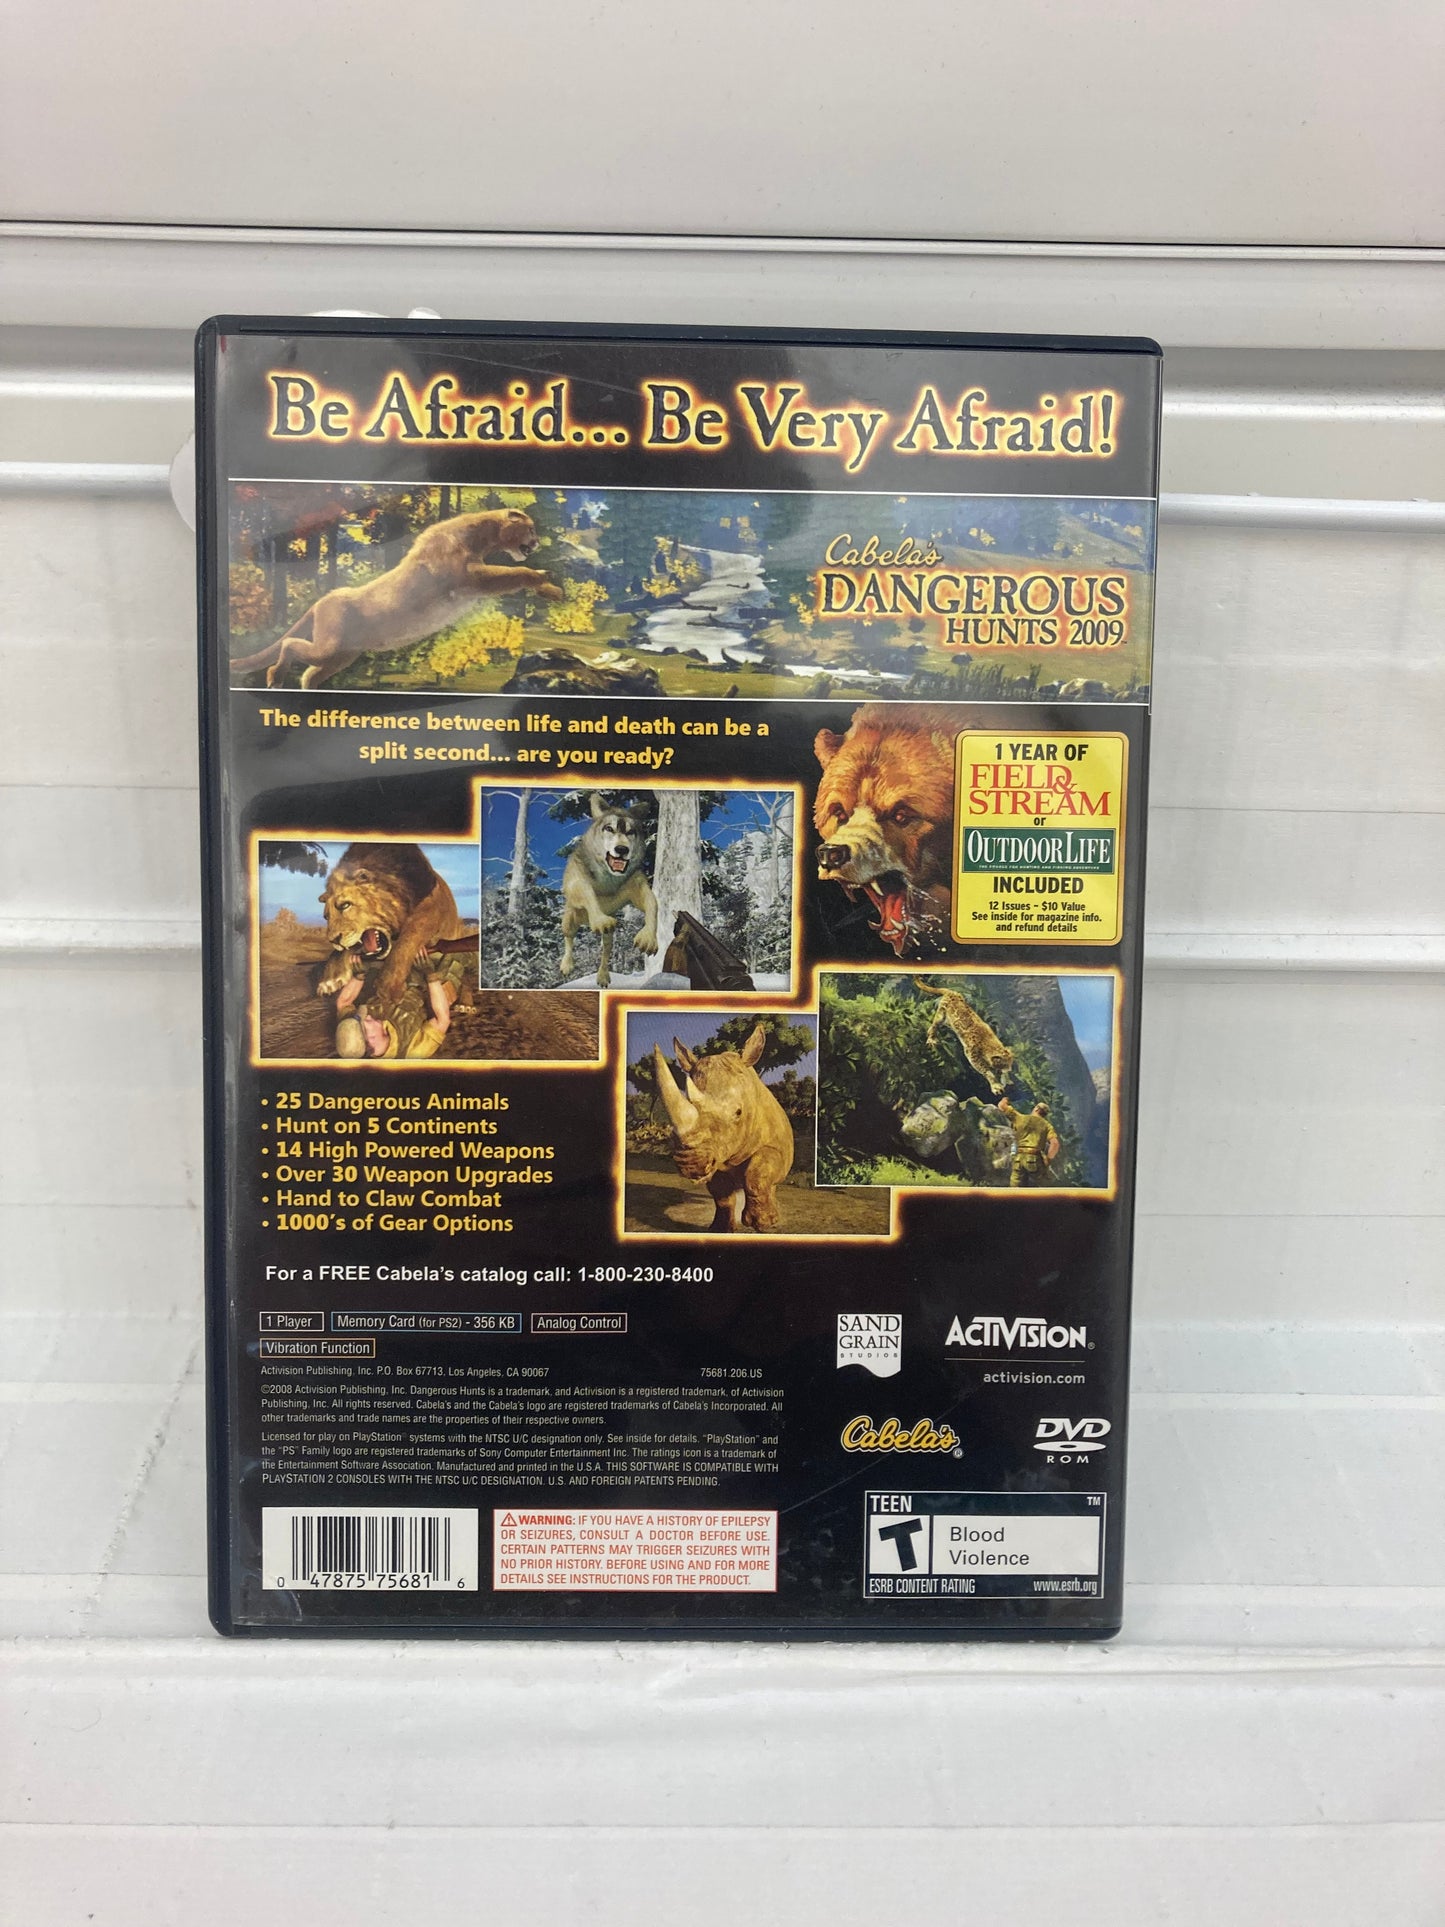 Be Afraid... Be Very Afraid!
Cabela's
DANGEROUS
HUNTS 2009™
The difference between life and death can be a
split second... are you ready?
1 YEAR OF
FIELD &
STREAM
or
OUTDOOR LIFE
INCLUDED
12 Issues ~ $10 Value
See inside for magazine info.
and refund details
• 25 Dangerous Animals
• Hunt on 5 Continents
• 14 High Powered Weapons
• Over 30 Weapon Upgrades
• Hand to Claw Combat
• 1000's of Gear Options
For a FREE Cabela's catalog call: 1-800-230-8400
1 Player Memory Card (for PS2) - 356 KB Analog Control
Vibration Function
Activision Publishing, Inc. P.O. Box 67713, Los Angeles, CA 90067 75681.206.US
©2008 Activision Publishing, Inc. Dangerous Hunts is a trademark, and Activision is a registered trademark, of Activision
Publishing, Inc. All rights reserved. Cabela's and the Cabela's logo are registered trademarks of Cabela's Incorporated. All
other trademarks and trade names are the properties of their respective owners.
Licensed for play on PlayStation® systems with the NTSC U/C designation only. See inside for details. "PlayStation" and
the "PS" Family logo are registered trademarks of Sony Computer Entertainment Inc. The ratings icon is a trademark of
the Entertainment Software Association. Manufactured and printed in the U.S.A. THIS SOFTWARE IS COMPATIBLE WITH
PLAYSTATION 2 CONSOLES WITH THE NTSC U/C DESIGNATION. U.S. AND FOREIGN PATENTS PENDING.
SAND
GRAIN
STUDIOS
ACTIVISION®
activision.com
Cabela's®
DVD
ROM
0 47875 75681 6
⚠WARNING: IF YOU HAVE A HISTORY OF EPILEPSY
OR SEIZURES, CONSULT A DOCTOR BEFORE USE.
CERTAIN PATTERNS MAY TRIGGER SEIZURES WITH
NO PRIOR HISTORY. BEFORE USING AND FOR MORE
DETAILS SEE INSTRUCTIONS FOR THE PRODUCT.
TEEN ™
T
Blood
Violence
ESRB CONTENT RATING www.esrb.org